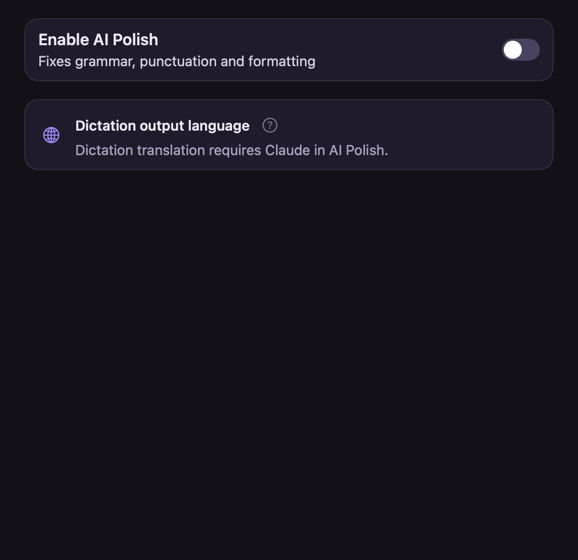 Enable AI Polish
Fixes grammar, punctuation and formatting
Dictation output language ?
Dictation translation requires Claude in AI Polish.